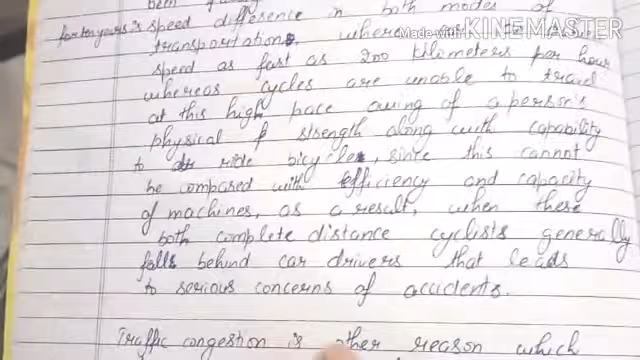 Made with KINEMASTER
for ten years is speed difference in both modes of
transportation. where
speed as fast as 200 kilometers per hour
whereas cycles are unable to travel
at this high pace owing of a person's
physical strength along with capability
to ride bicycle, since this cannot
be compared with efficiency and capacity
of machines, as a result, when these
both complete distance cyclists generally
falls behind car drivers that leads
to serious concerns of accidents.
Traffic congestion is other reason which